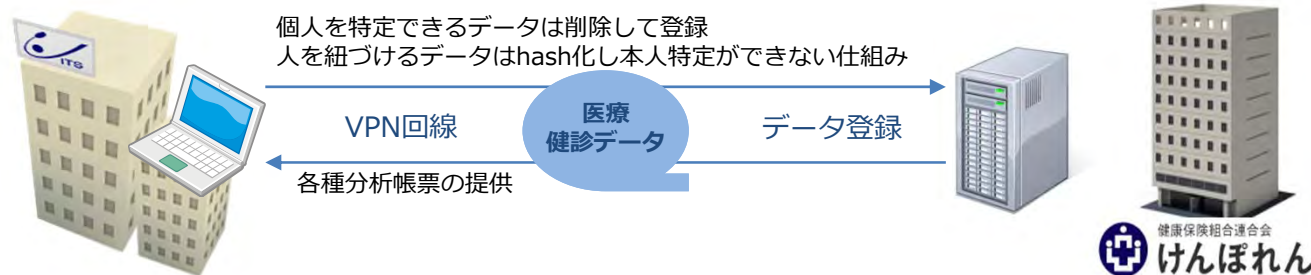 ITS
個人を特定できるデータは削除して登録
人を紐づけるデータはhash化し本人特定ができない仕組み
VPN回線
医療
健診データ
データ登録
各種分析帳票の提供
健康保険組合連合会
けんぽれん